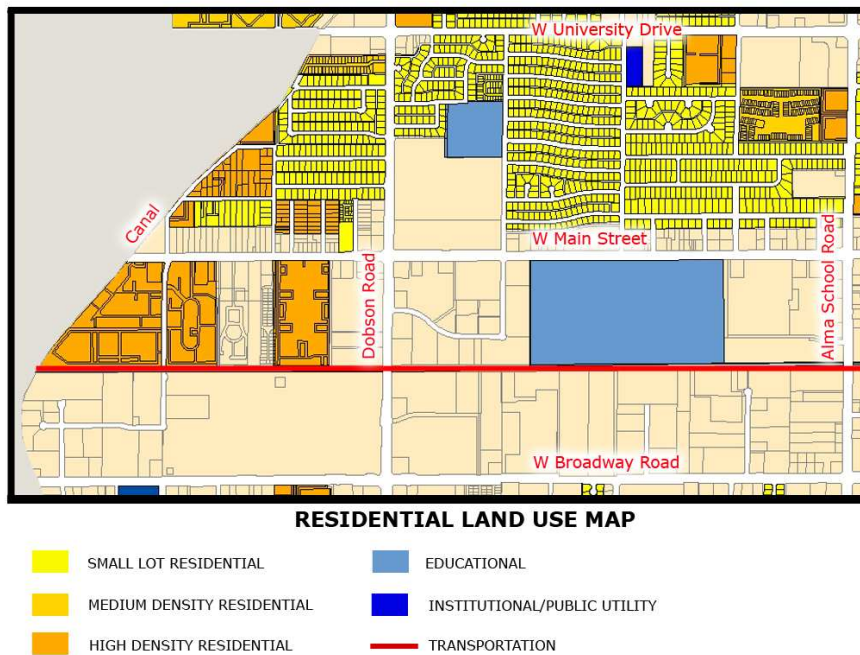 W University Drive
Canal
W Main Street
Dobson Road
Alma School Road
W Broadway Road
RESIDENTIAL LAND USE MAP
SMALL LOT RESIDENTIAL
EDUCATIONAL
MEDIUM DENSITY RESIDENTIAL
INSTITUTIONAL/PUBLIC UTILITY
HIGH DENSITY RESIDENTIAL
TRANSPORTATION